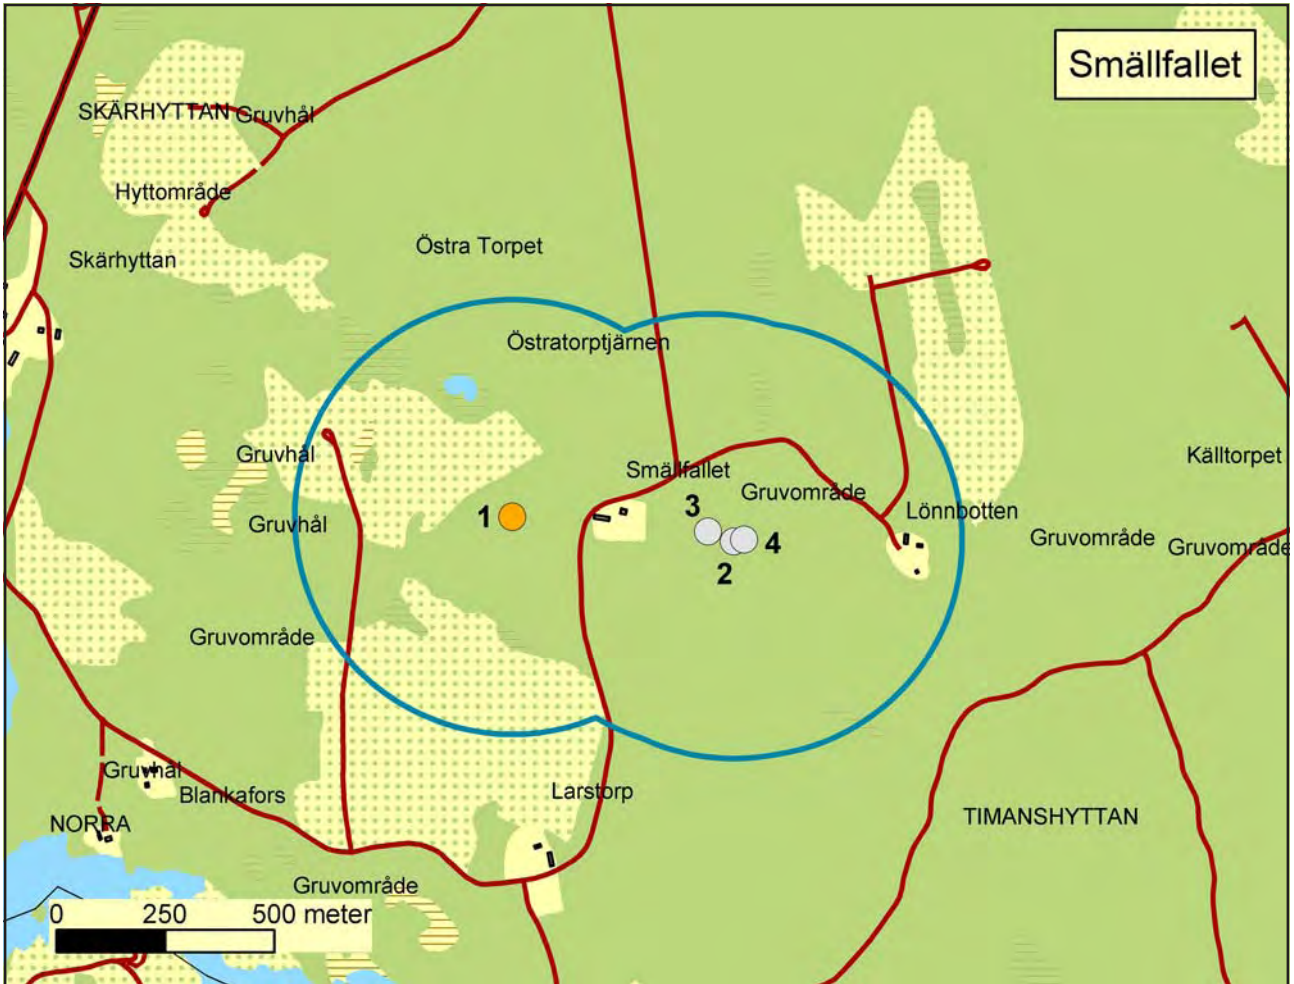 Smällfallet
SKÄRHYTTAN Gruvhål
Hyttområde
Skärhyttan
Östra Torpet
Östratorptjärnen
Gruvhål
Smällfallet
Källtorpet
Gruvområde
Lönnbotten
1
3
Gruvhål
Gruvområde
Gruvområde
4
2
Gruvområde
Gruvhål
Blankafors
Larstorp
NORRA
TIMANSHYTTAN
Gruvområde
0 250 500 meter